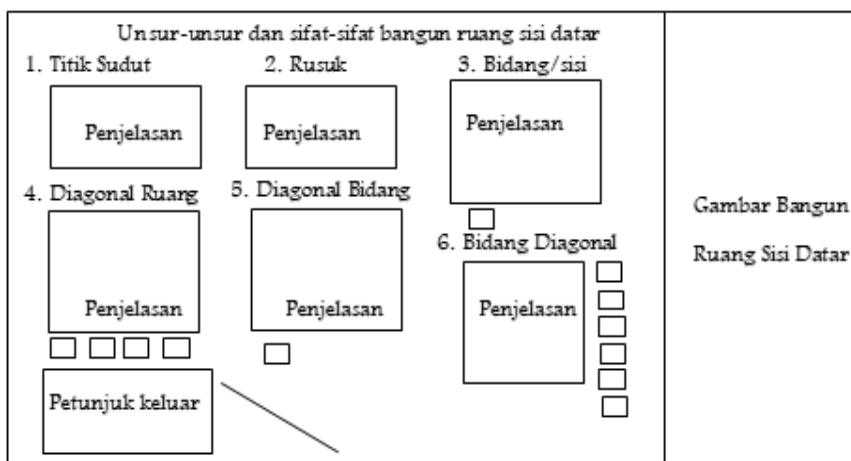 Unsur-unsur dan sifat-sifat bangun ruang sisi datar
1. Titik Sudut
2. Rusuk
3. Bidang/sisi
Penjelasan
Penjelasan
Penjelasan
4. Diagonal Ruang
5. Diagonal Bidang
6. Bidang Diagonal
Penjelasan
Penjelasan
Penjelasan
Petunjuk keluar
Gambar Bangun
Ruang Sisi Datar